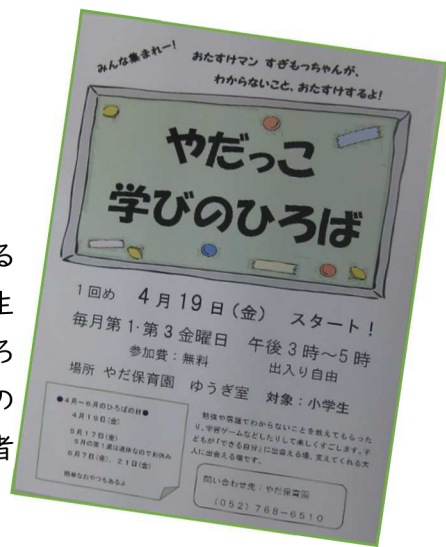 みんな集まれー!
おたすけマン すぎもっちゃんが、
わからないこと、おたすけするよ!
やだっこ
学びのひろば
1回め 4月19日(金) スタート!
毎月第1・第3金曜日 午後3時~5時
参加費:無料 出入り自由
場所 やだ保育園 ゆうぎ室 対象:小学生
●4月~6月のひろばの日●
4月19日(金)
5月17日(金)
5月の第1週は連休なのでお休み
6月7日(金)、21日(金)
簡単なおやつもあるよ
勉強や宿題でわからないことを教えてもらった
り、学習ゲームなどしたりして楽しくすごします。子
どもが「できる自分」に出会える場、支えてくれる大
人に出会える場です。
問い合わせ先:やだ保育園
(052)768-6510
る
生
ろ
の
者